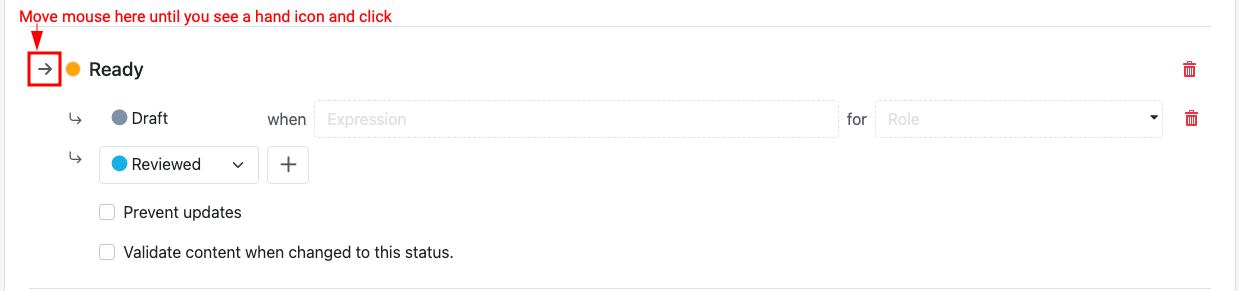 Move mouse here until you see a hand icon and click
Ready
Draft when Expression for Role
Reviewed
Prevent updates
Validate content when changed to this status.